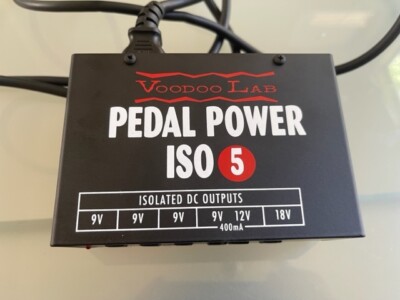 VOODOO LAB
PEDAL POWER
ISO 5
ISOLATED DC OUTPUTS
9V 9V 9V 9V 12V 18V
400mA